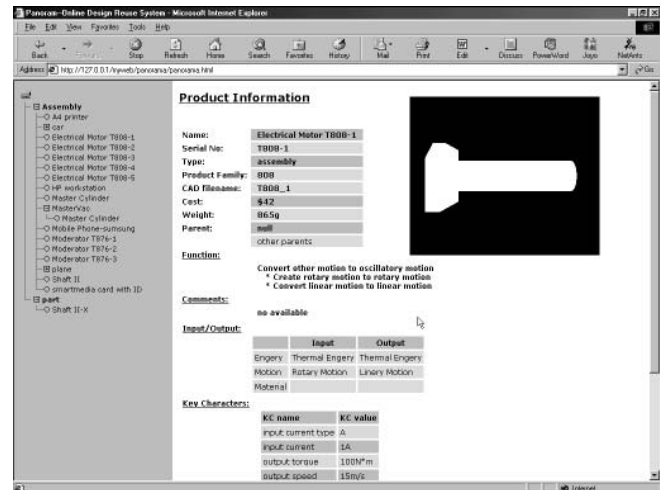 Panoram-Online Design Reuse System - Microsoft Internet Explorer
File Edit View Favorites Tools Help
Back Stop Refresh Home Search Favorites History Mail Print Edit Discuss PowerWord Joyo NetAnts
Address http://127.0.0.1/myweb/panorama/panorama.html Go
Assembly
A4 printer
car
Electrical Motor T808-1
Electrical Motor T808-2
Electrical Motor T808-3
Electrical Motor T808-4
Electrical Motor T808-5
HP workstation
Master Cylinder
MasterVac
Master Cylinder
Mobile Phone-sumsung
Moderator T876-1
Moderator T876-2
Moderator T876-3
plane
Shaft II
smartmedia card with ID
part
Shaft II-X
Product Information
Name: Electrical Motor T808-1
Serial No: T808-1
Type: assembly
Product Family: 808
CAD filename: T808_1
Cost: $42
Weight: 865g
Parent: null
other parents
Function:
Convert other motion to oscillatory motion
* Create rotary motion to rotary motion
* Convert linear motion to linear motion
Comments:
no available
Input/Output:
Input Output
Engery Thermal Engery Thermal Engery
Motion Rotary Motion Linery Motion
Material
Key Characters:
KC name KC value
input current type A
input current 1A
output torque 100N*m
output speed 15m/s
Internet